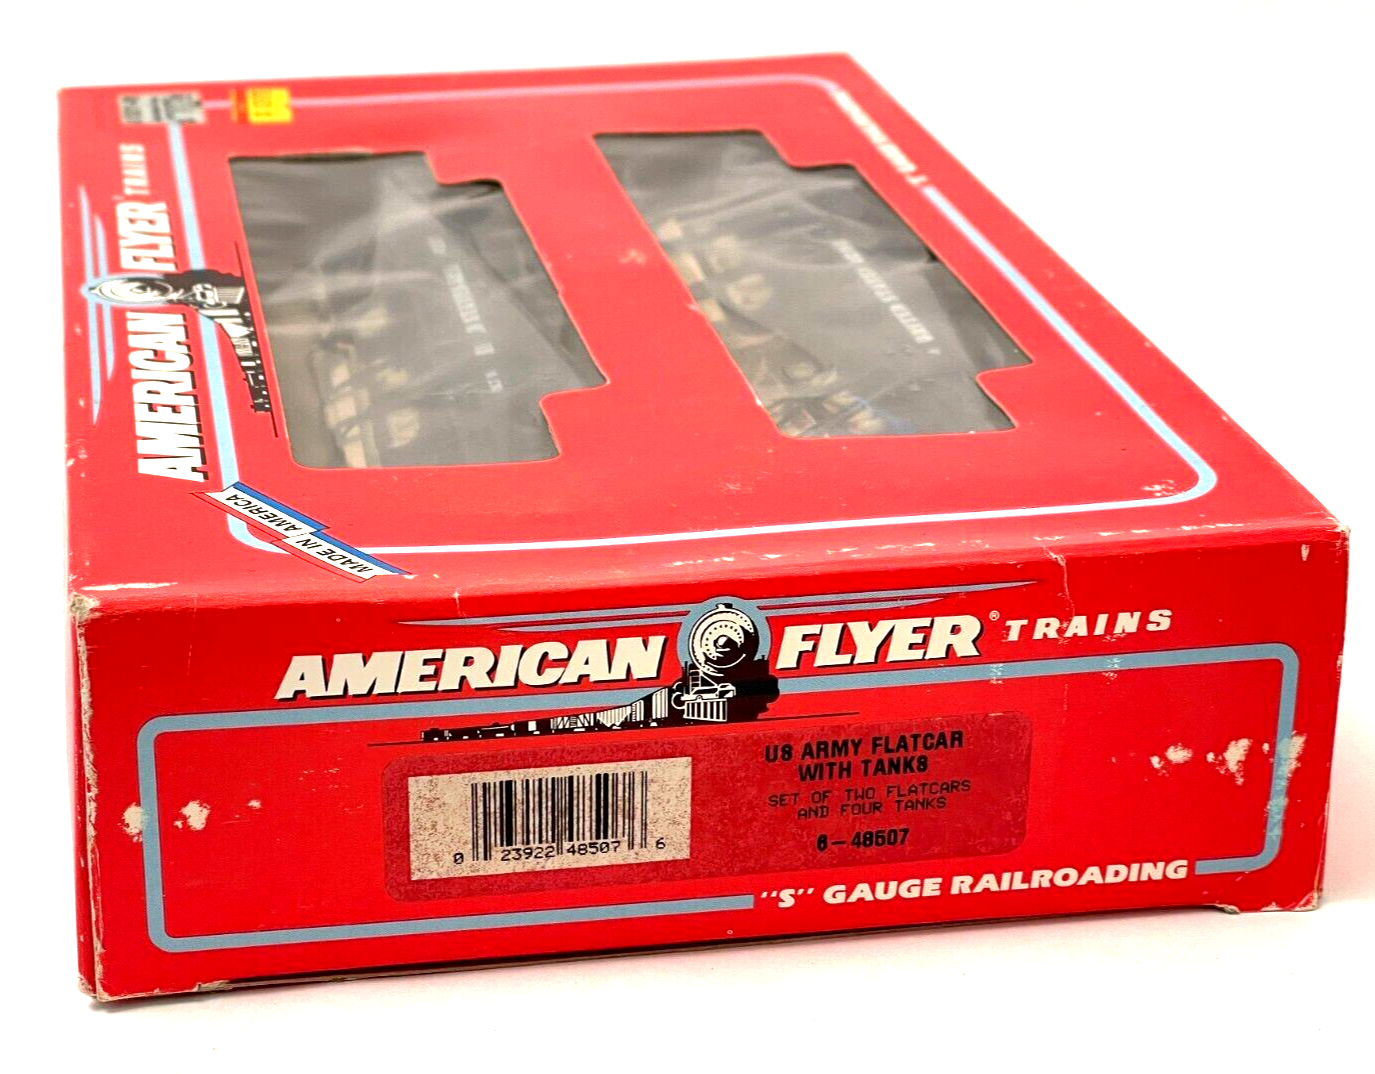 AMERICAN FLYER TRAINS
MADE IN AMERICA
AMERICAN FLYER® TRAINS
US ARMY FLATCAR
WITH TANKS
SET OF TWO FLATCARS
AND FOUR TANKS
6-48507
0 23922 48507 6
"S" GAUGE RAILROADING